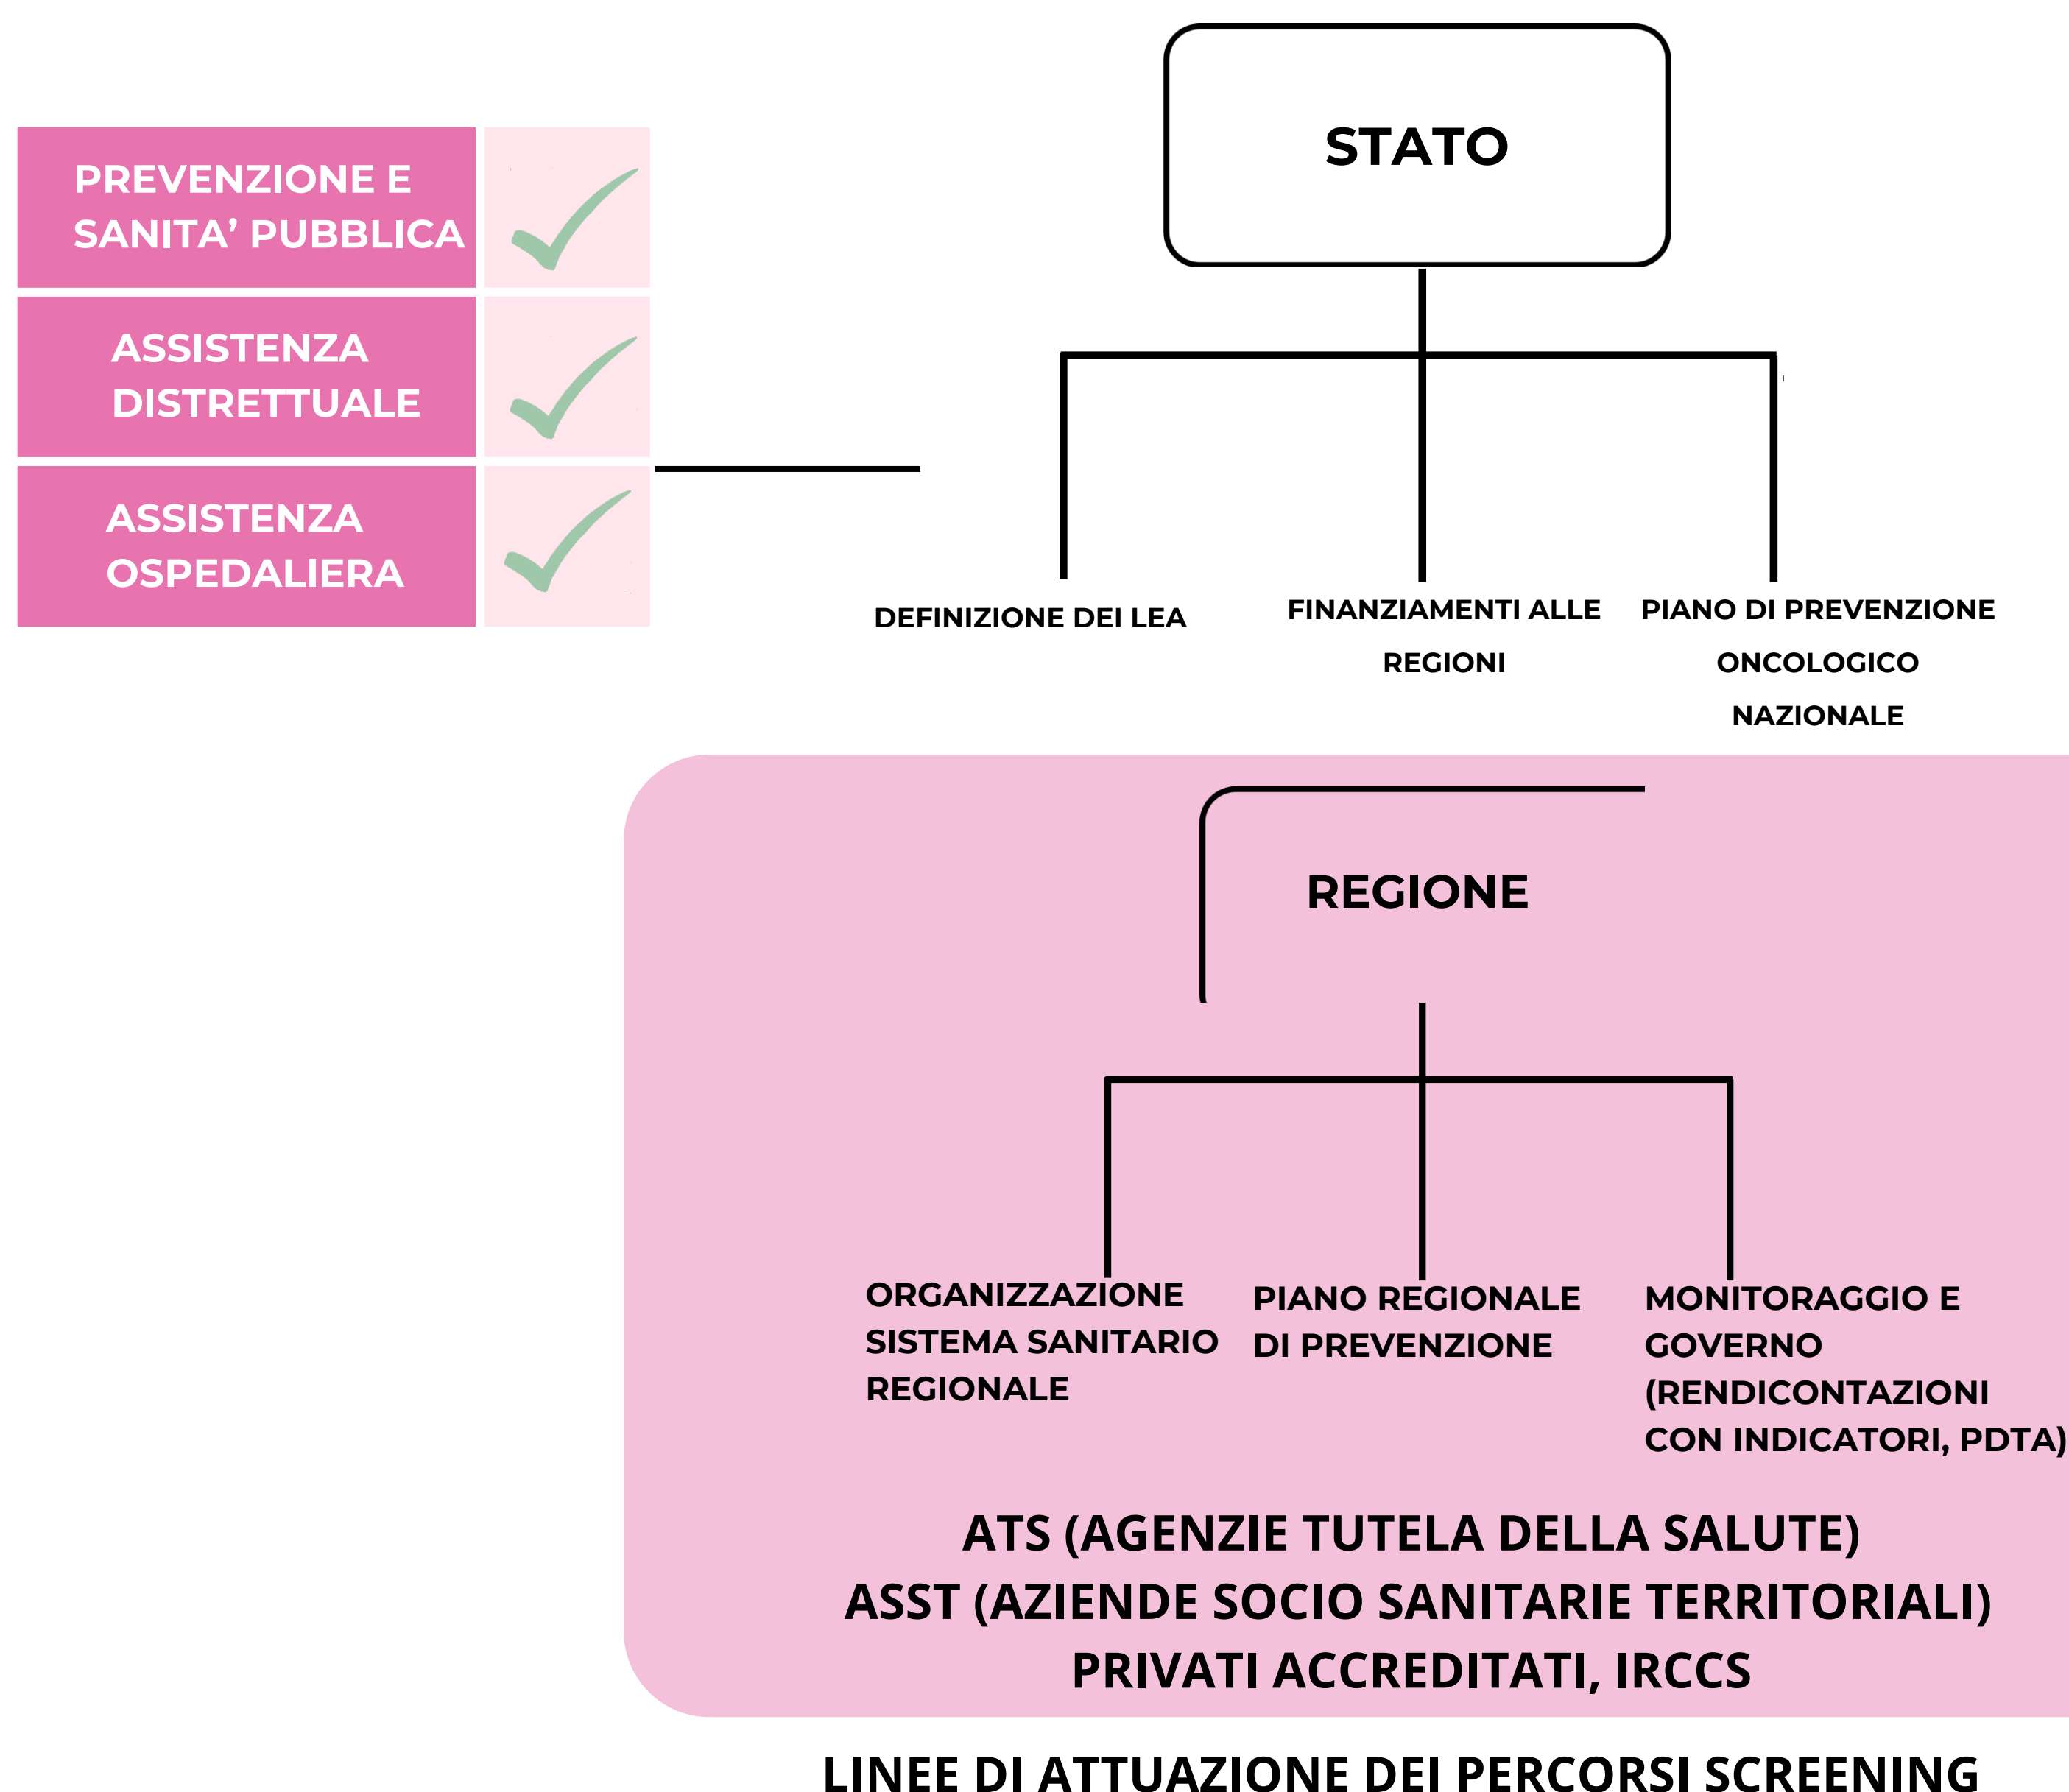 STATO
PREVENZIONE E
SANITA’ PUBBLICA
ASSISTENZA
DISTRETTUALE
ASSISTENZA
OSPEDALIERA
DEFINIZIONE DEI LEA
FINANZIAMENTI ALLE
REGIONI
PIANO DI PREVENZIONE
ONCOLOGICO
NAZIONALE
REGIONE
ORGANIZZAZIONE
SISTEMA SANITARIO
REGIONALE
PIANO REGIONALE
DI PREVENZIONE
MONITORAGGIO E
GOVERNO
(RENDICONTAZIONI
CON INDICATORI, PDTA)
ATS (AGENZIE TUTELA DELLA SALUTE)
ASST (AZIENDE SOCIO SANITARIE TERRITORIALI)
PRIVATI ACCREDITATI, IRCCS
LINEE DI ATTUAZIONE DEI PERCORSI SCREENING